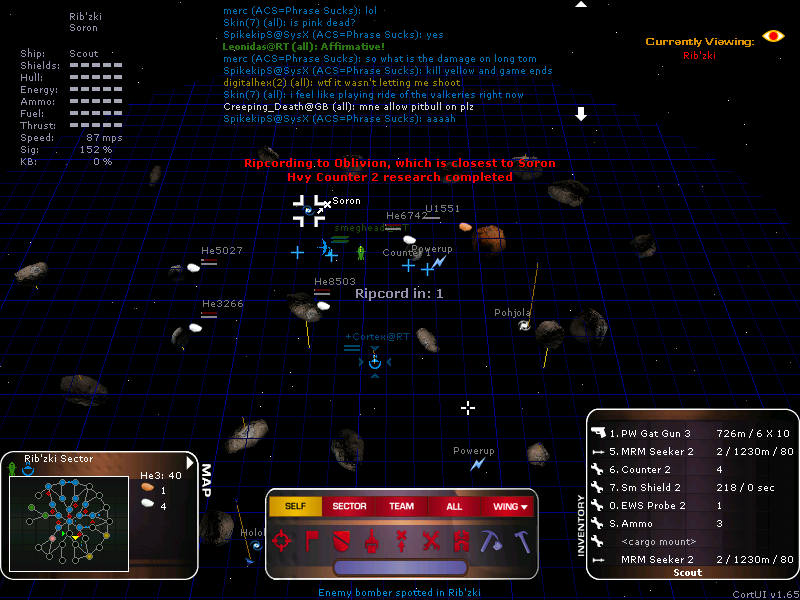 Rib'zki
Soron
Ship: Scout
Shields:
Hull:
Energy:
Ammo:
Fuel:
Thrust:
Speed: 87 mps
Sig: 152 %
KB: 0 %
merc (ACS=Phrase Sucks): lol
Skin(7) (all): is pink dead?
SpikekipS@SysX (ACS=Phrase Sucks): yes
Leonidas@RT (all): Affirmative!
merc (ACS=Phrase Sucks): so what is the damage on long tom
SpikekipS@SysX (ACS=Phrase Sucks): kill yellow and game ends
digitalhex(2) (all): wtf it wasn't letting me shoot
Skin(7) (all): i feel like playing ride of the valkeries right now
Creeping_Death@GB (all): mne allow pitbull on plz
SpikekipS@SysX (ACS=Phrase Sucks): aaaah
Currently Viewing:
Rib'zki
Ripcording to Oblivion, which is closest to Soron
Hvy Counter 2 research completed
Soron
U1551
He6742
smeghead
Counter 1
Powerup
He5027
He8503
Ripcord in: 1
He3266
Pohjola
+Cortex@RT
Powerup
Rib'zki Sector
He3: 40
1
4
MAP
Holol
SELF SECTOR TEAM ALL WING
INVENTORY
1. PW Gat Gun 3 726m / 6 X 10
5. MRM Seeker 2 2 / 1230m / 80
6. Counter 2 4
7. Sm Shield 2 218 / 0 sec
0. EWS Probe 2 1
S. Ammo 3
<cargo mount>
MRM Seeker 2 2 / 1230m / 80
Scout
Enemy bomber spotted in Rib'zki
CortUI v1.65